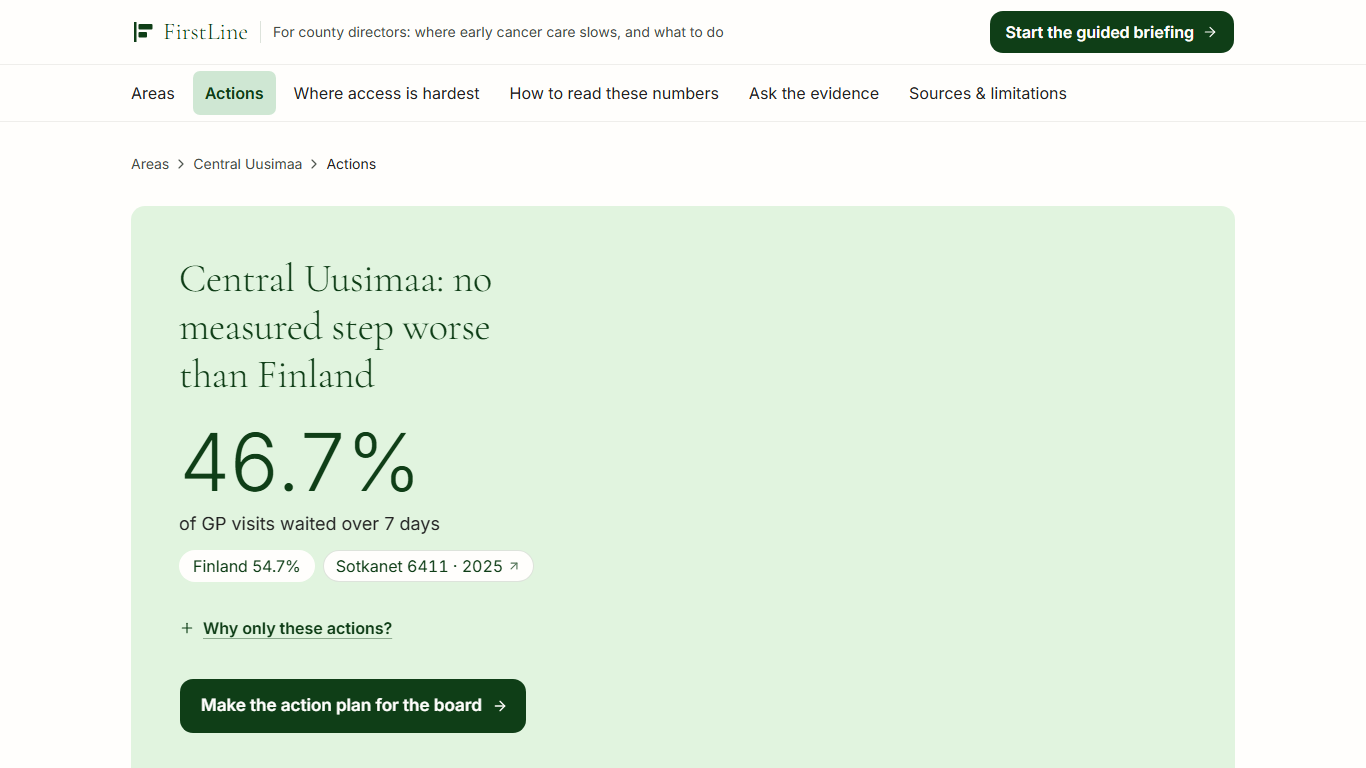 FirstLine
For county directors: where early cancer care slows, and what to do
Start the guided briefing →
Areas
Actions
Where access is hardest
How to read these numbers
Ask the evidence
Sources & limitations
Areas > Central Uusimaa > Actions
Central Uusimaa: no
measured step worse
than Finland
46.7%
of GP visits waited over 7 days
Finland 54.7%
Sotkanet 6411 · 2025 ↗
+ Why only these actions?
Make the action plan for the board →